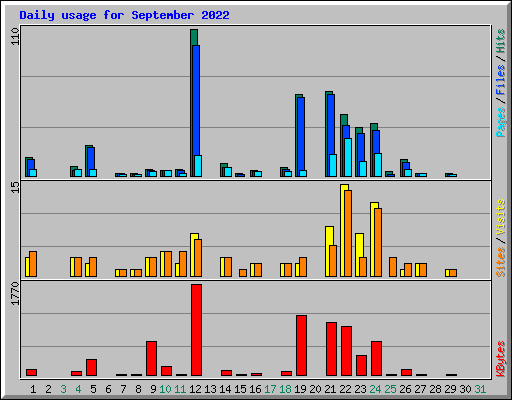 Daily usage for September 2022
110
Pages / Files / Hits
15
Sites / Visits
1770
KBytes
1 2 3 4 5 6 7 8 9 10 11 12 13 14 15 16 17 18 19 20 21 22 23 24 25 26 27 28 29 30 31